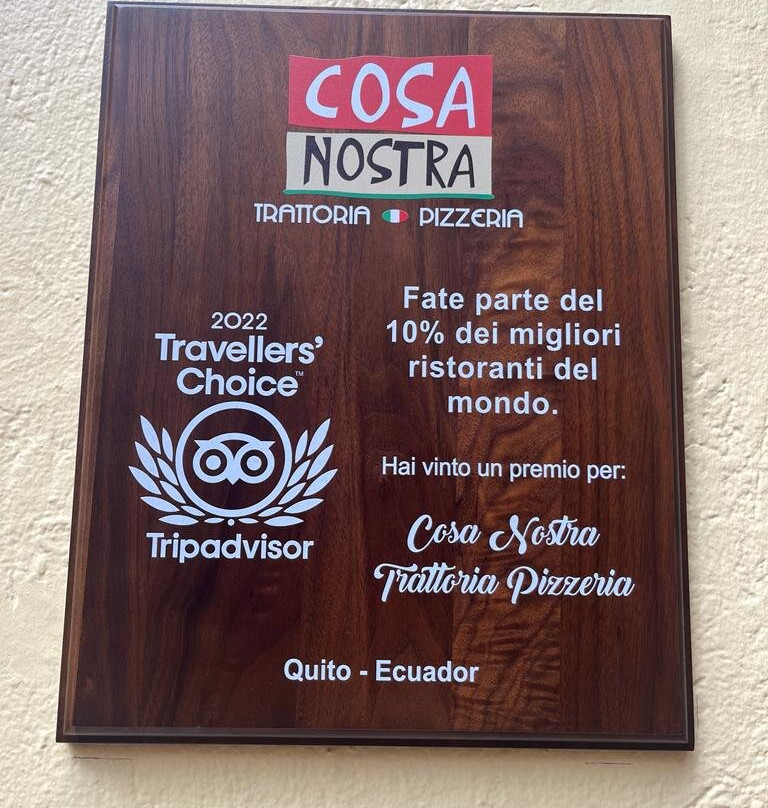 COSA
NOSTRA
TRATTORIA PIZZERIA
2022
Travellers'
Choice™
Tripadvisor
Fate parte del
10% dei migliori
ristoranti del
mondo.
Hai vinto un premio per:
Cosa Nostra
Trattoria Pizzeria
Quito - Ecuador